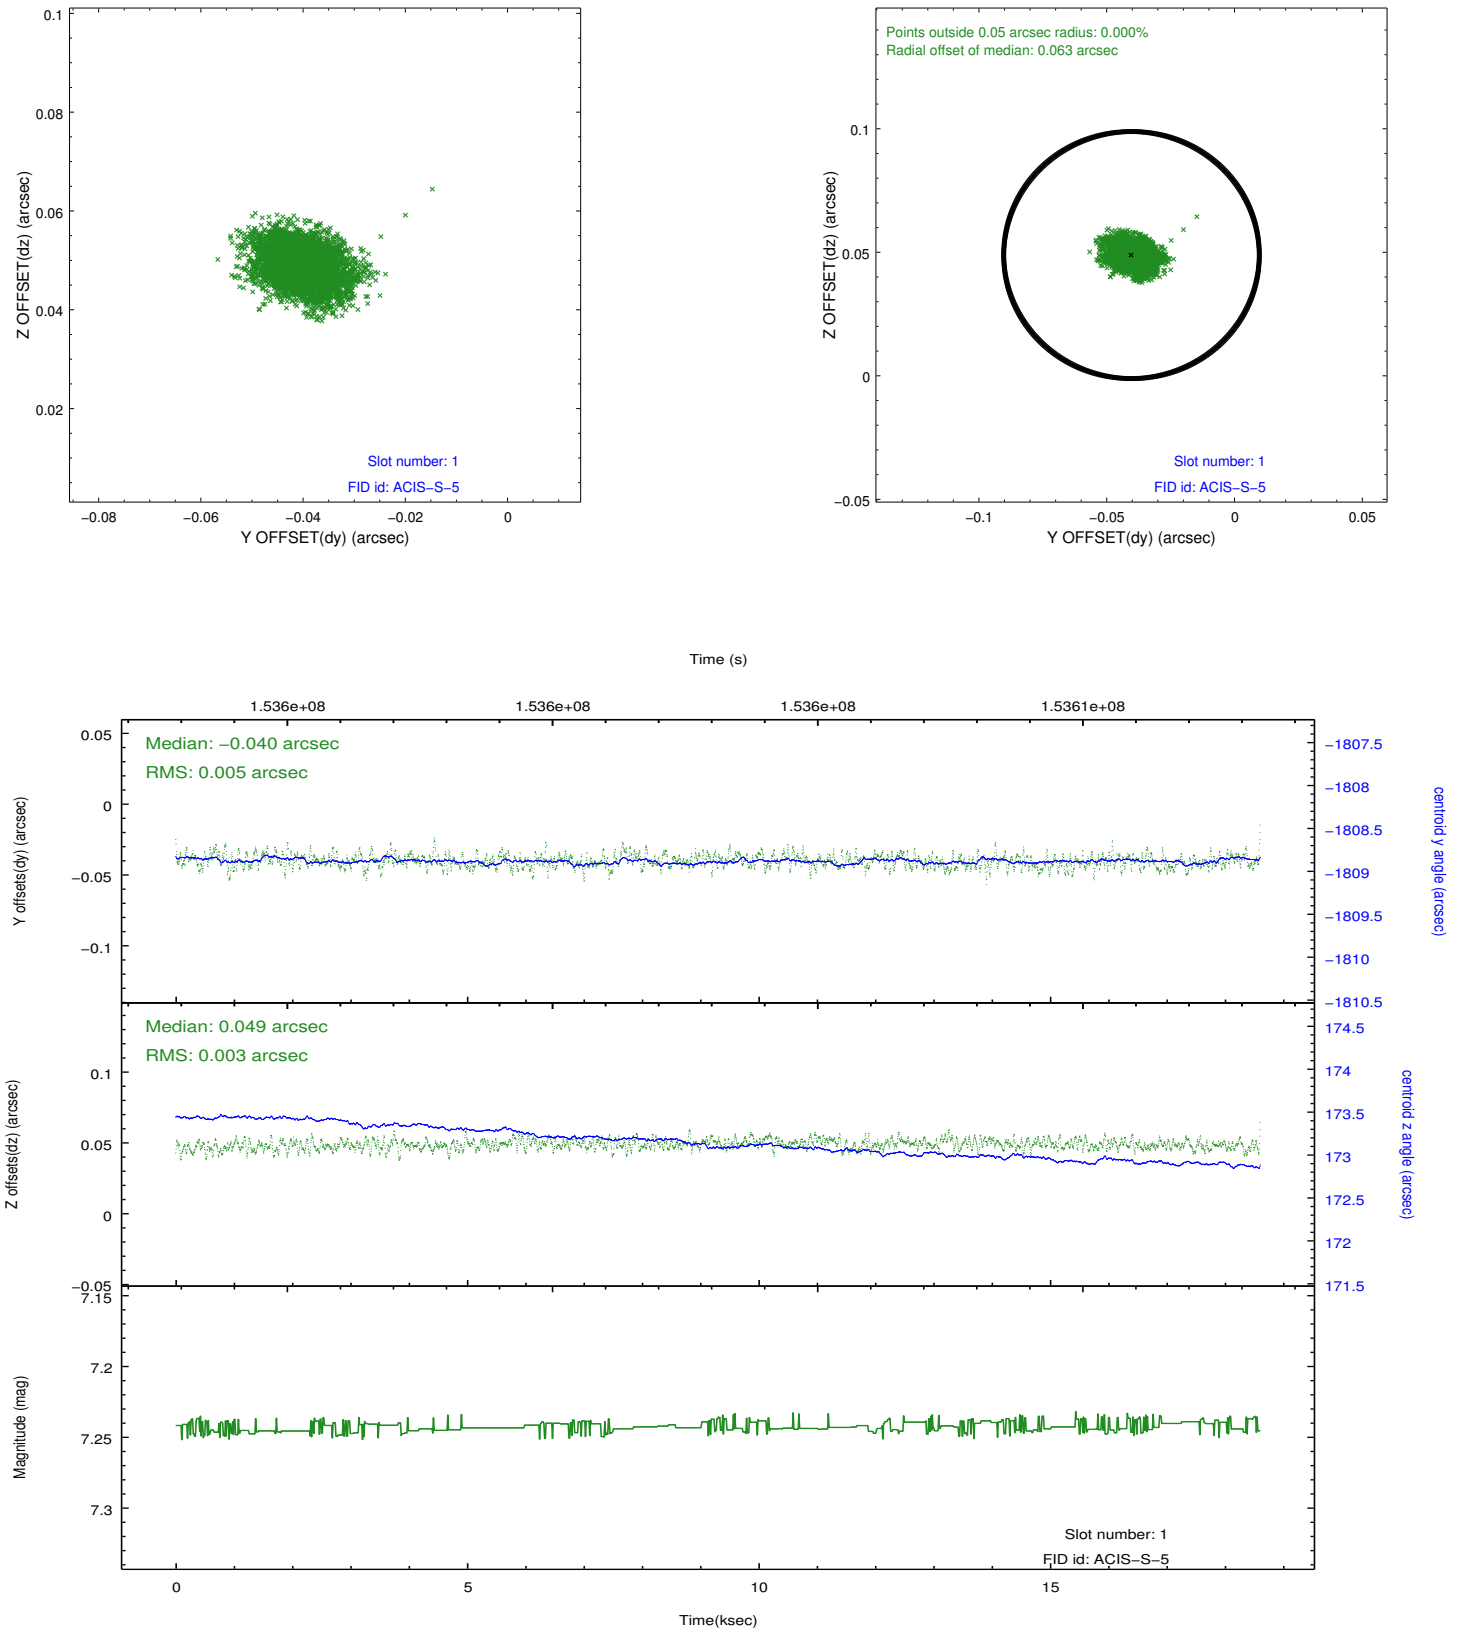 0.1
0.08
0.06
0.04
0.02
Z OFFSET(dz) (arcsec)
Slot number: 1
FID id: ACIS−S−5
−0.08
−0.06
−0.04
−0.02
0
Y OFFSET(dy) (arcsec)
Points outside 0.05 arcsec radius: 0.000%
Radial offset of median: 0.063 arcsec
0.1
0.05
0
−0.05
Z OFFSET(dz) (arcsec)
Slot number: 1
FID id: ACIS−S−5
−0.1
−0.05
0
0.05
Y OFFSET(dy) (arcsec)
Time (s)
1.536e+08
1.536e+08
1.536e+08
1.5361e+08
Median: −0.040 arcsec
RMS: 0.005 arcsec
0.05
0
−0.05
−0.1
Y offsets(dy) (arcsec)
−1807.5
−1808
−1808.5
−1809
−1809.5
−1810
−1810.5
centroid y angle (arcsec)
Median: 0.049 arcsec
RMS: 0.003 arcsec
0.1
0.05
0
−0.05
Z offsets(dz) (arcsec)
174.5
174
173.5
173
172.5
172
171.5
centroid z angle (arcsec)
7.15
7.2
7.25
7.3
Magnitude (mag)
Slot number: 1
FID id: ACIS−S−5
0
5
10
15
Time(ksec)